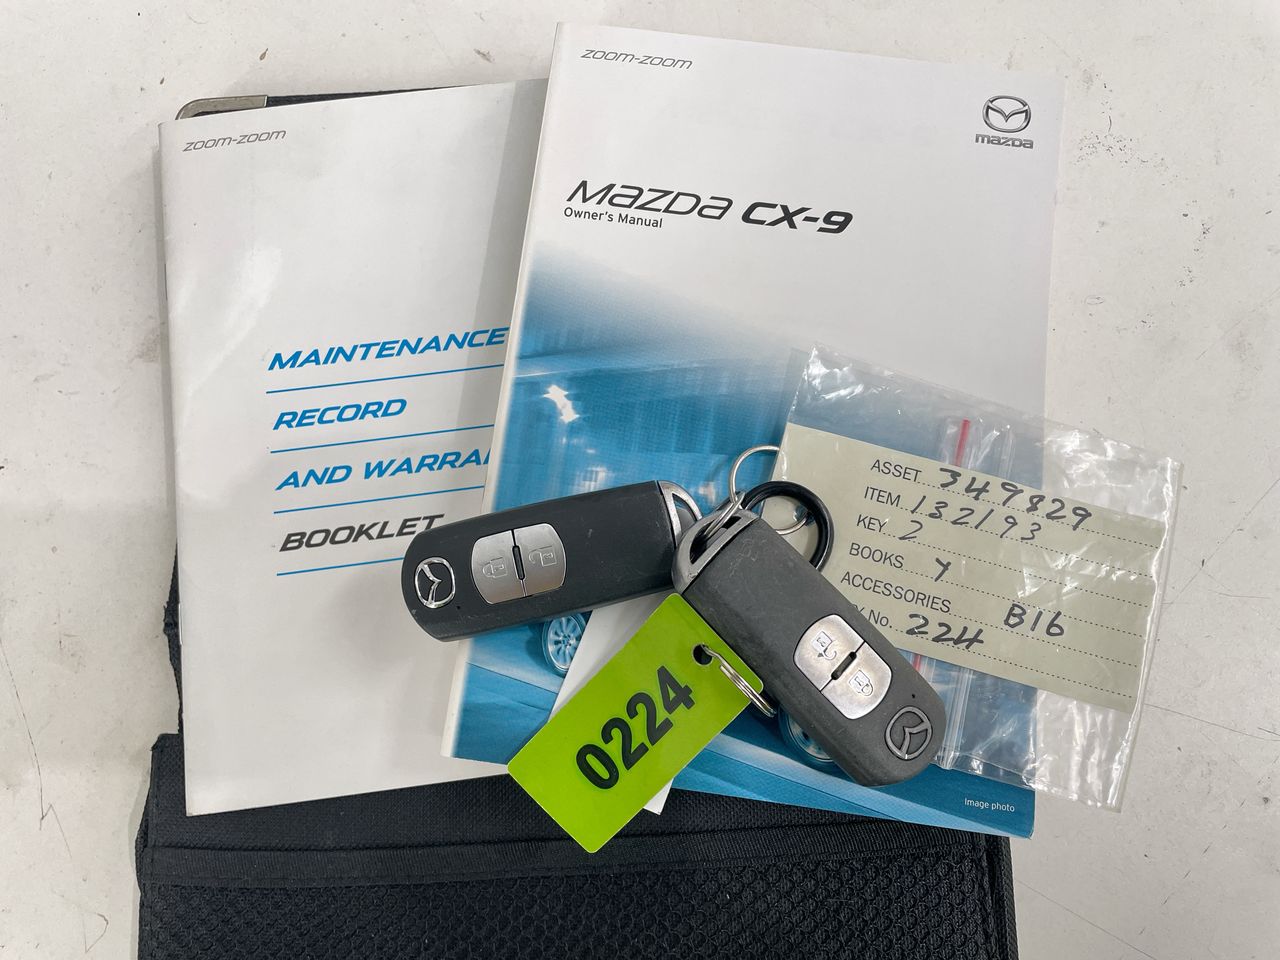 zoom-zoom
MAINTENANCE
RECORD
AND WARRA
BOOKLET
zoom-zoom
mazda
Mazda CX-9
Owner's Manual
ASSET 349829
ITEM 132193
KEY 2
BOOKS Y
ACCESSORIES B16
No. 224
0224
Image photo